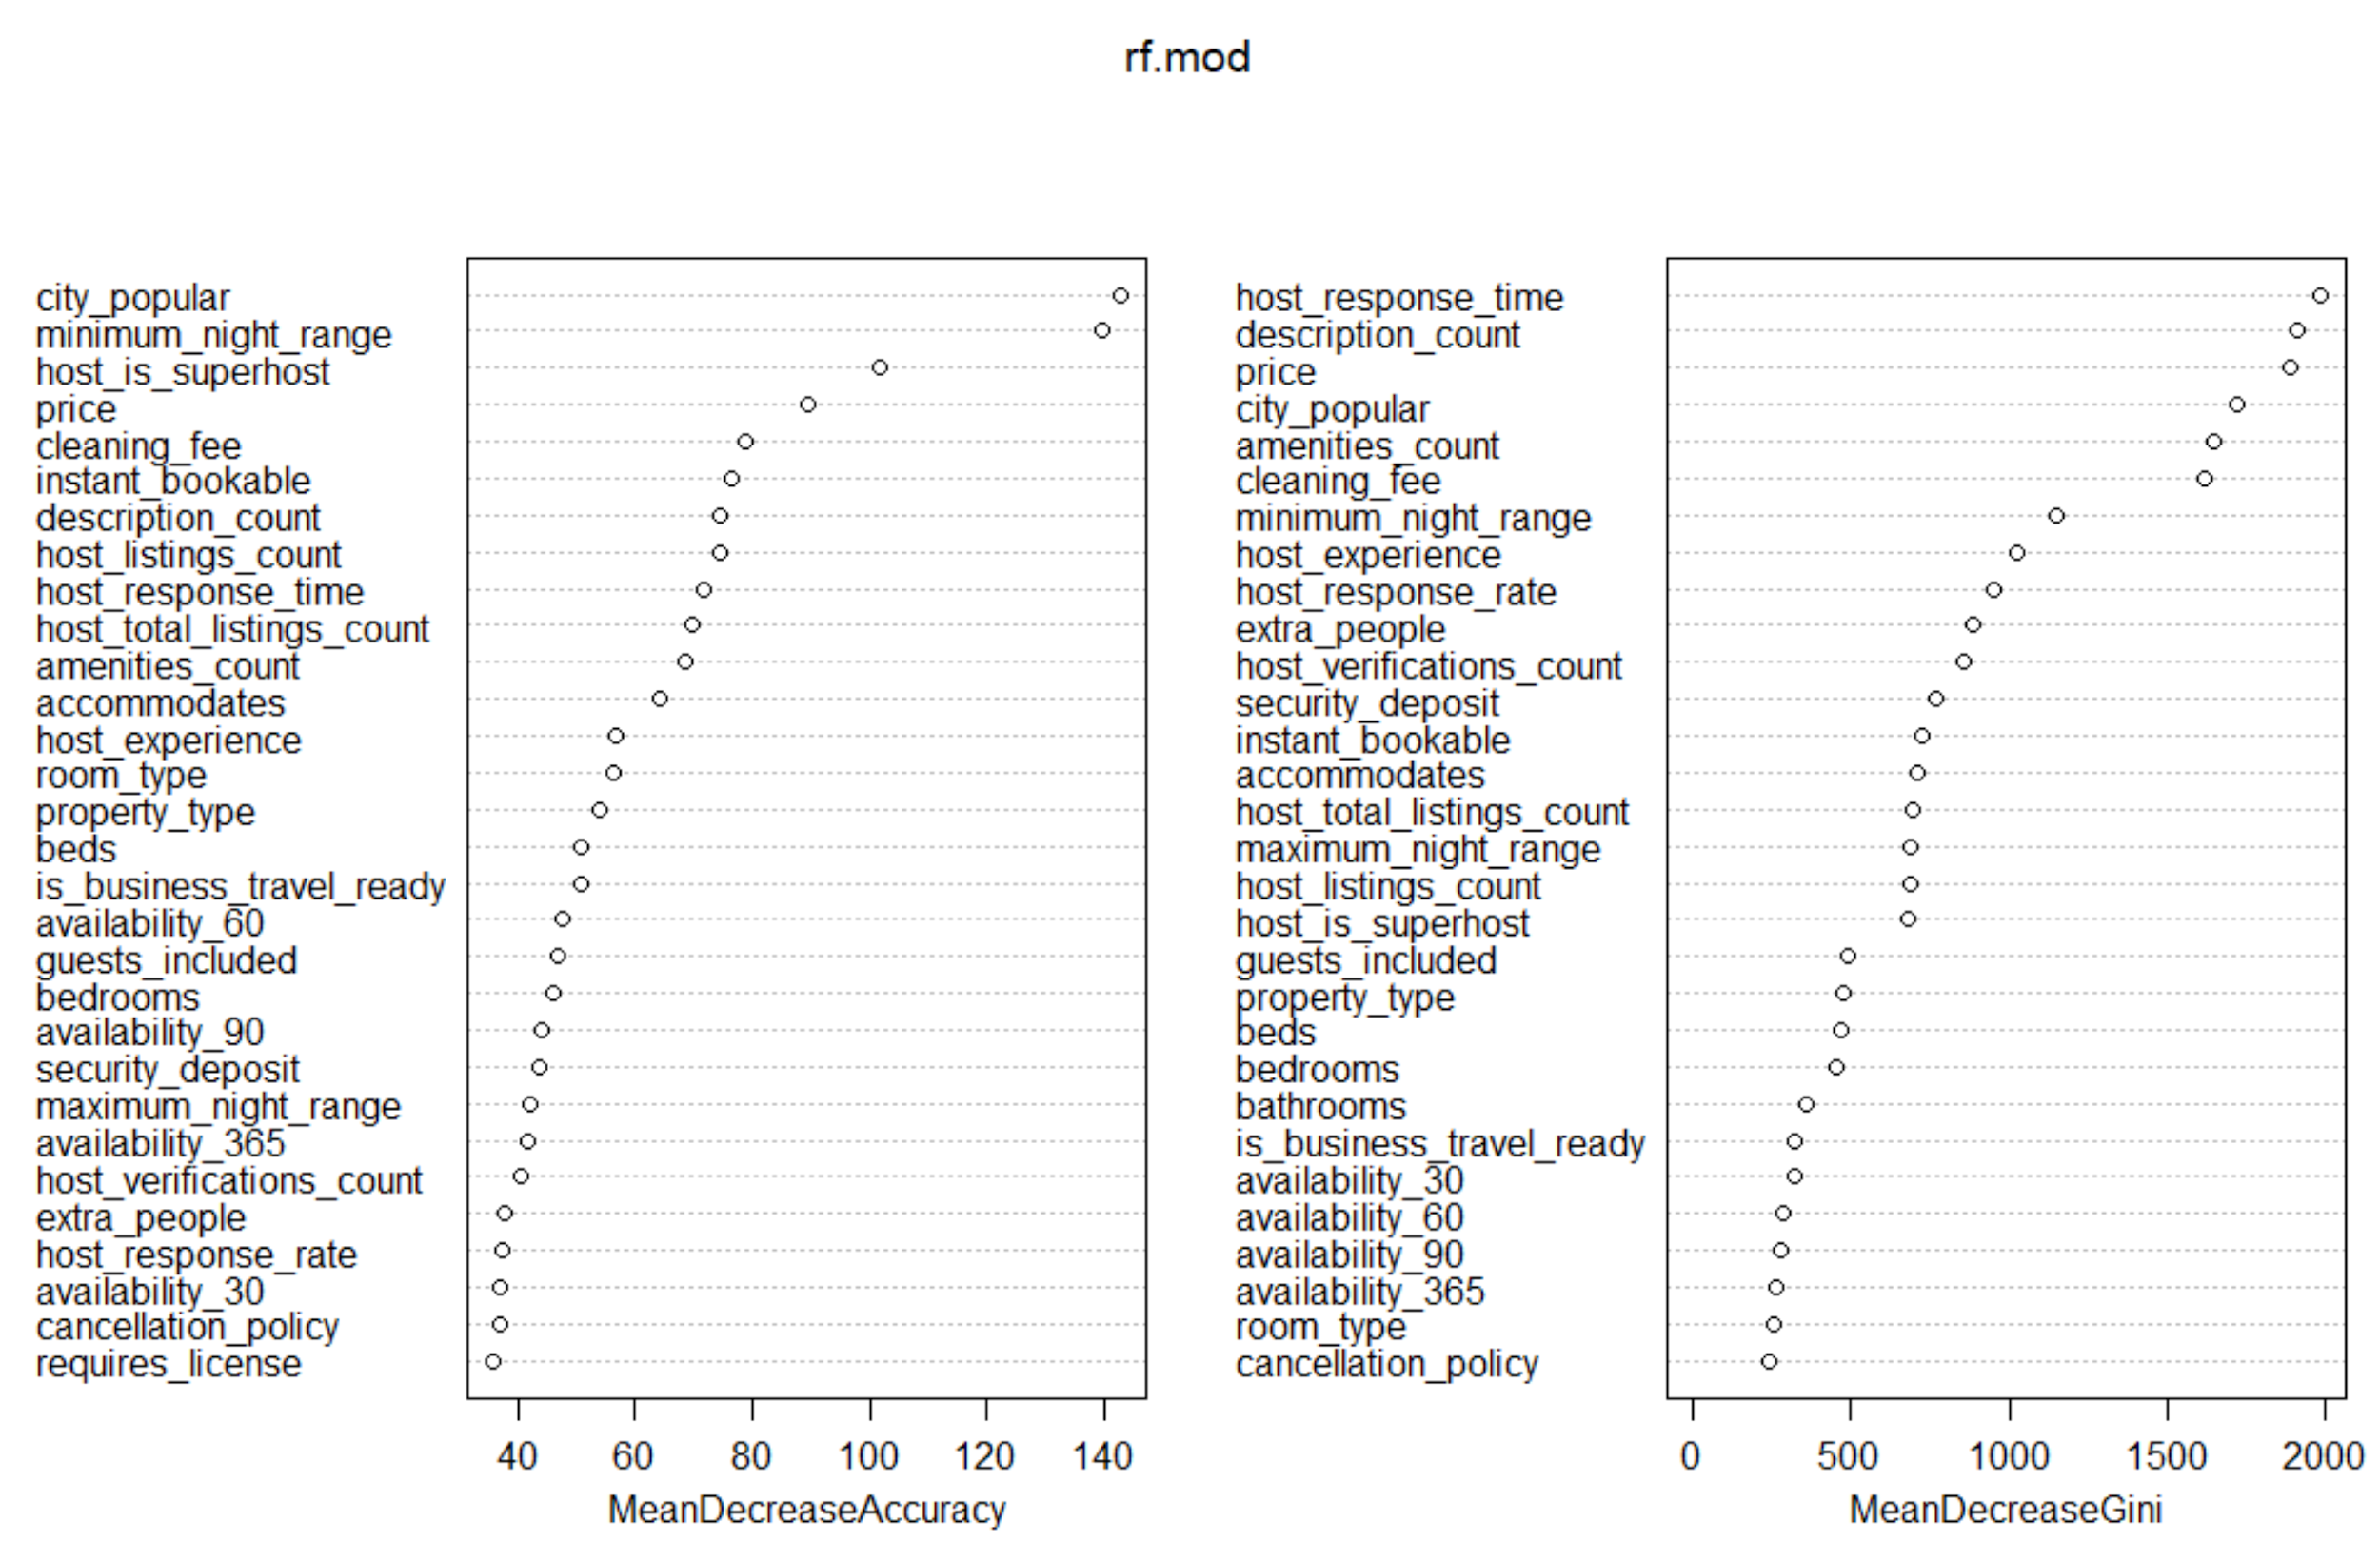 rf.mod
city_popular
minimum_night_range
host_is_superhost
price
cleaning_fee
instant_bookable
description_count
host_listings_count
host_response_time
host_total_listings_count
amenities_count
accommodates
host_experience
room_type
property_type
beds
is_business_travel_ready
availability_60
guests_included
bedrooms
availability_90
security_deposit
maximum_night_range
availability_365
host_verifications_count
extra_people
host_response_rate
availability_30
cancellation_policy
requires_license
40 60 80 100 120 140
MeanDecreaseAccuracy
host_response_time
description_count
price
city_popular
amenities_count
cleaning_fee
minimum_night_range
host_experience
host_response_rate
extra_people
host_verifications_count
security_deposit
instant_bookable
accommodates
host_total_listings_count
maximum_night_range
host_listings_count
host_is_superhost
guests_included
property_type
beds
bedrooms
bathrooms
is_business_travel_ready
availability_30
availability_60
availability_90
availability_365
room_type
cancellation_policy
0 500 1000 1500 2000
MeanDecreaseGini